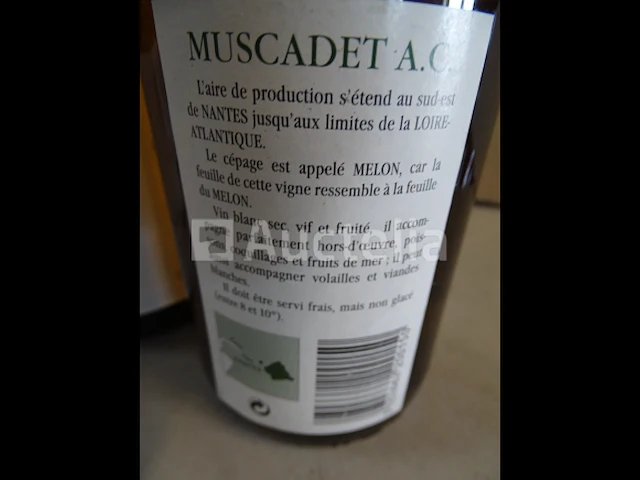 MUSCADET A.C.
L'aire de production s'étend au sud-est
de NANTES jusqu'aux limites de la LOIRE-
ATLANTIQUE.
Le cépage est appelé MELON, car la
feuille de cette vigne ressemble à la feuille
du MELON.
Vin blanc sec, vif et fruité, il accom-
pagne parfaitement hors-d'œuvre, pois-
sons, coquillages et fruits de mer ; il peut
accompagner volailles et viandes
blanches.
Il doit être servi frais, mais non glacé
(entre 8 et 10°).
Auctelia